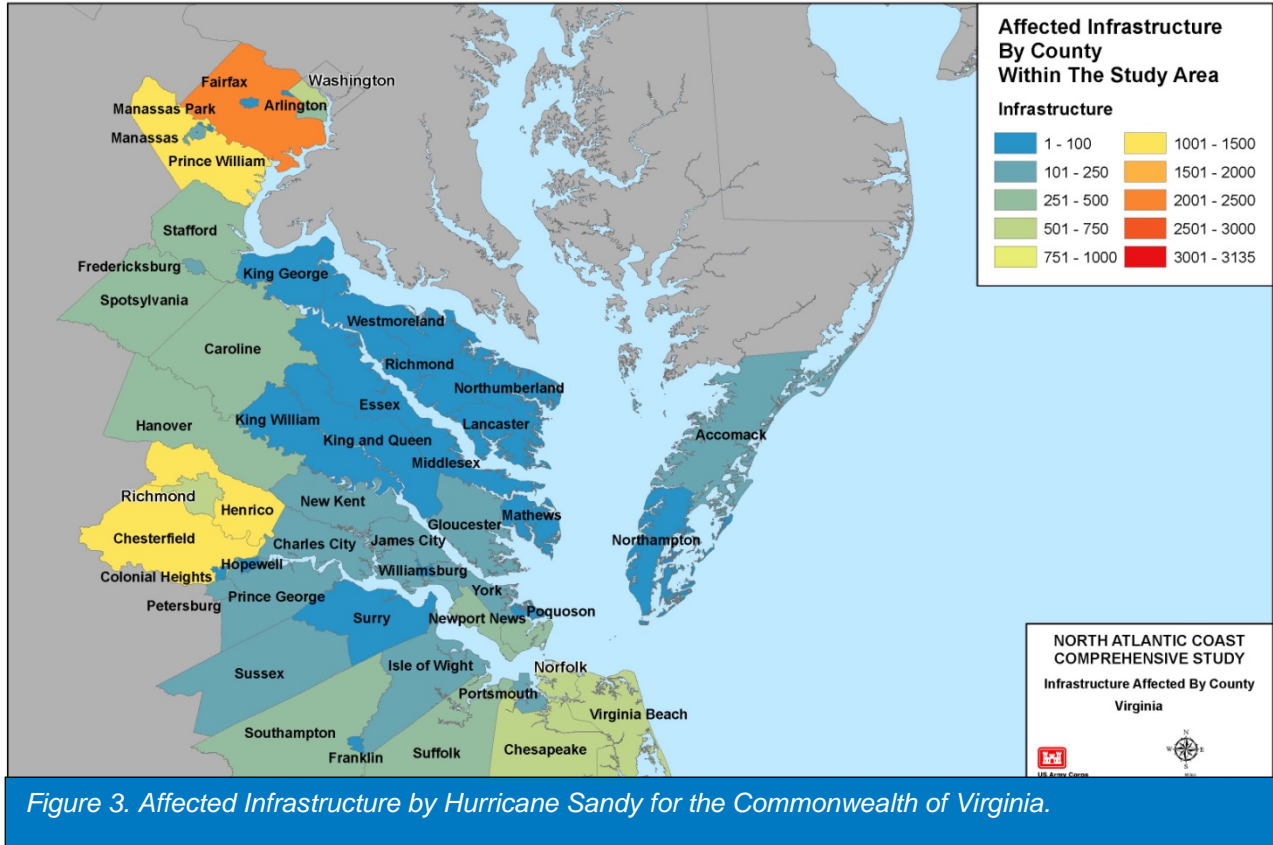 Affected Infrastructure
By County
Within The Study Area
Infrastructure
1 - 100
101 - 250
251 - 500
501 - 750
751 - 1000
1001 - 1500
1501 - 2000
2001 - 2500
2501 - 3000
3001 - 3135
Fairfax
Washington
Arlington
Manassas Park
Manassas
Prince William
Stafford
Fredericksburg
King George
Spotsylvania
Westmoreland
Caroline
Richmond
Northumberland
Essex
Hanover
King William
Lancaster
King and Queen
Accomack
Middlesex
Richmond
New Kent
Henrico
Mathews
Gloucester
Chesterfield
Charles City
James City
Northampton
Hopewell
Williamsburg
Colonial Heights
York
Prince George
Petersburg
Poquoson
Surry
Newport News
Isle of Wight
Norfolk
Sussex
Portsmouth
Virginia Beach
Southampton
Suffolk
Chesapeake
Franklin
NORTH ATLANTIC COAST
COMPREHENSIVE STUDY
Infrastructure Affected By County
Virginia
N
W
E
S
US Army Corps
Figure 3. Affected Infrastructure by Hurricane Sandy for the Commonwealth of Virginia.